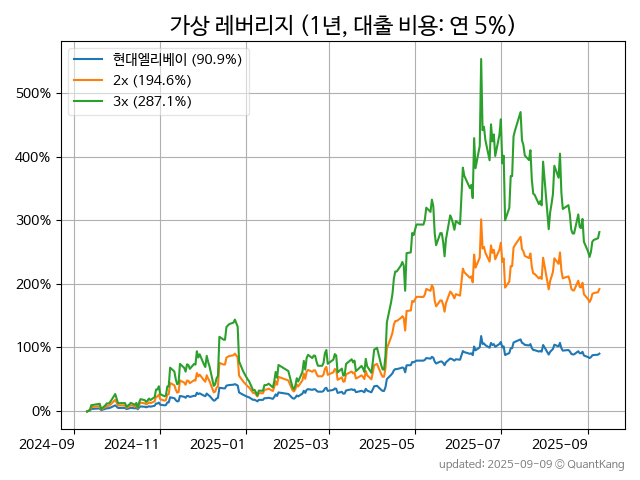 가상 레버리지 (1년, 대출 비용: 연 5%)
현대엘리베이 (90.9%)
2x (194.6%)
3x (287.1%)
500%
400%
300%
200%
100%
0%
2024-09 2024-11 2025-01 2025-03 2025-05 2025-07 2025-09
updated: 2025-09-09 © QuantKang